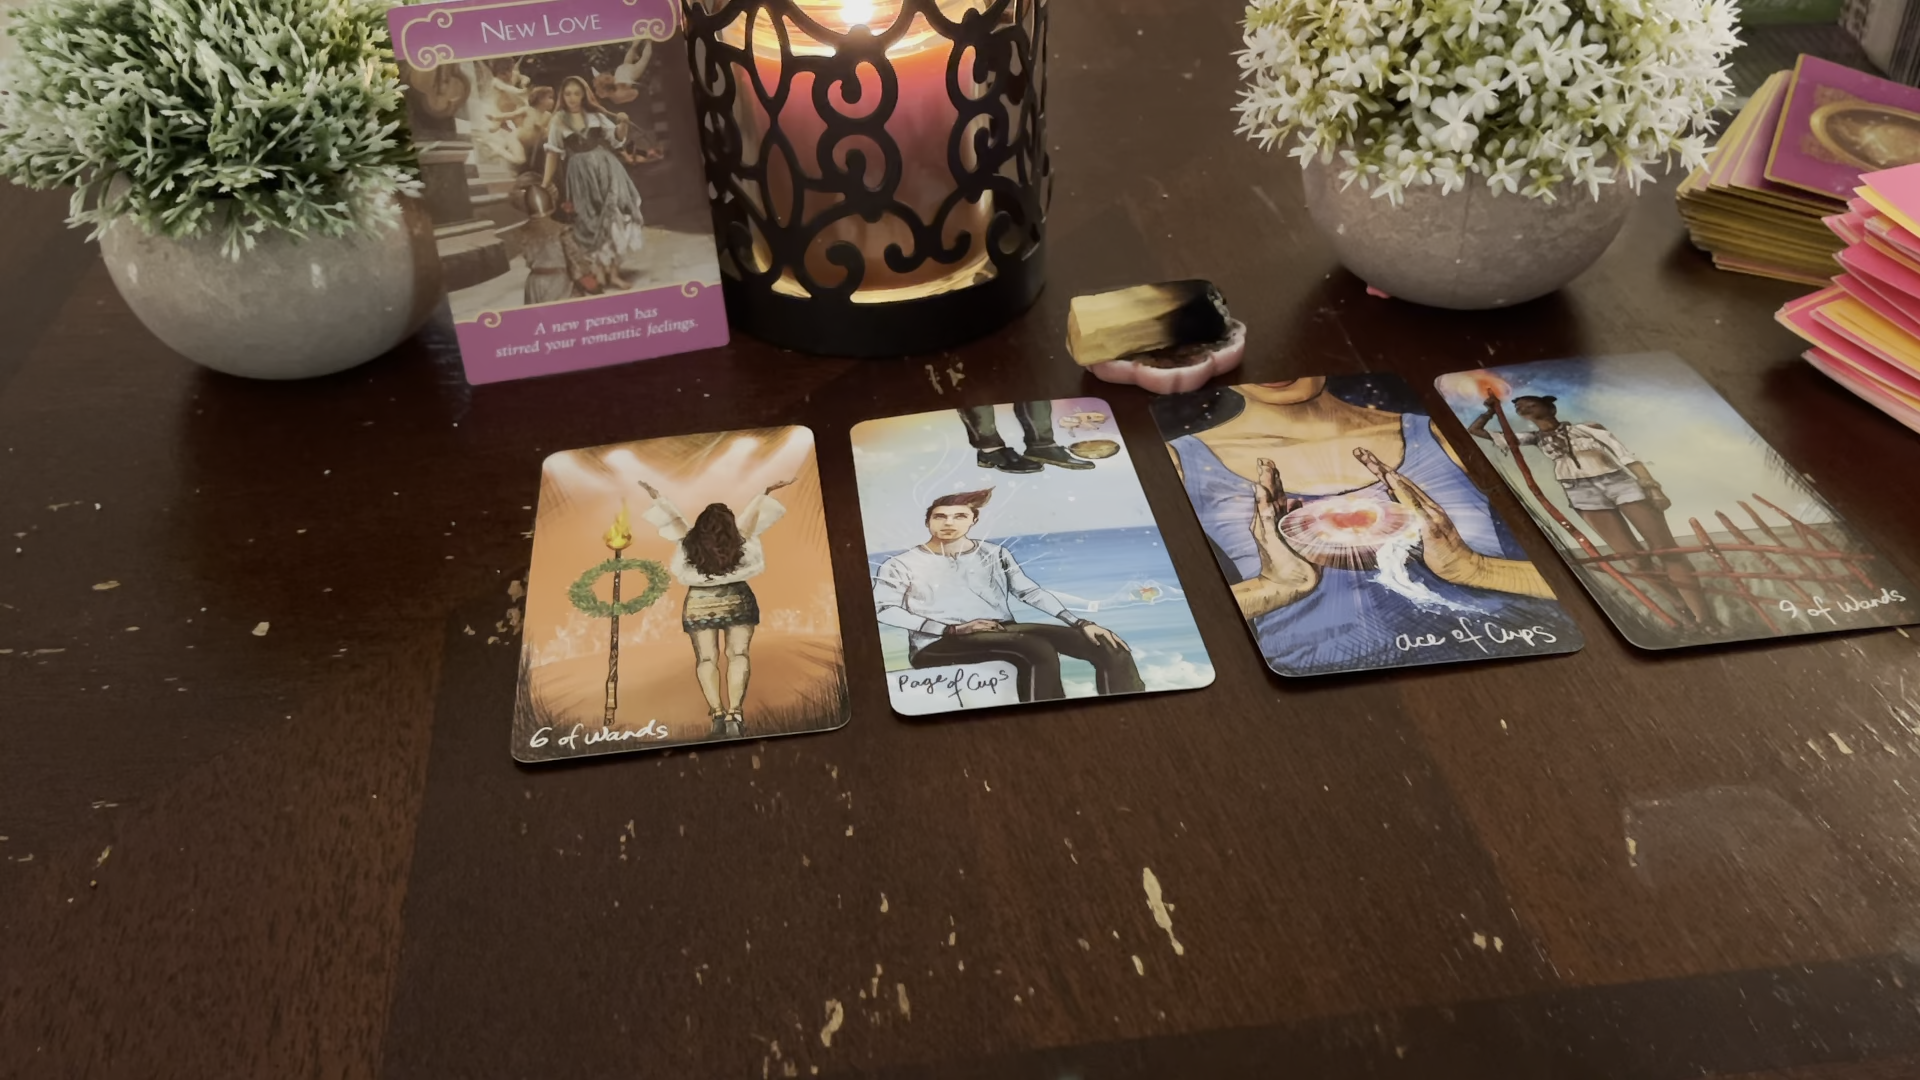 NEW LOVE
A new person has
stirred your romantic feelings.
6 of wands
Page of Cups
ace of Cups
9 of wands